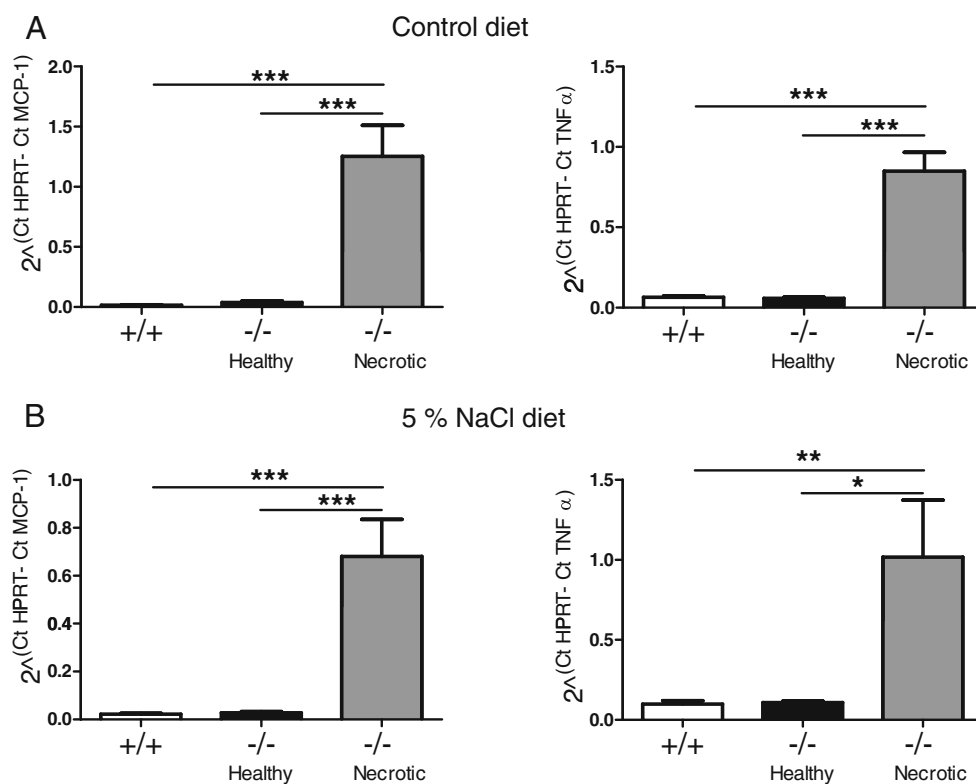 A
Control diet
2^(Ct HPRT- Ct MCP-1)
2.0
1.5
1.0
0.5
0.0
***
***
+/+
-/-
-/-
Healthy
Necrotic
2^(Ct HPRT- Ct TNF α)
1.5
1.0
0.5
0.0
***
***
+/+
-/-
-/-
Healthy
Necrotic
B
5 % NaCl diet
2^(Ct HPRT- Ct MCP-1)
1.0
0.8
0.6
0.4
0.2
0.0
***
***
+/+
-/-
-/-
Healthy
Necrotic
2^(Ct HPRT- Ct TNF α)
1.5
1.0
0.5
0.0
**
*
+/+
-/-
-/-
Healthy
Necrotic